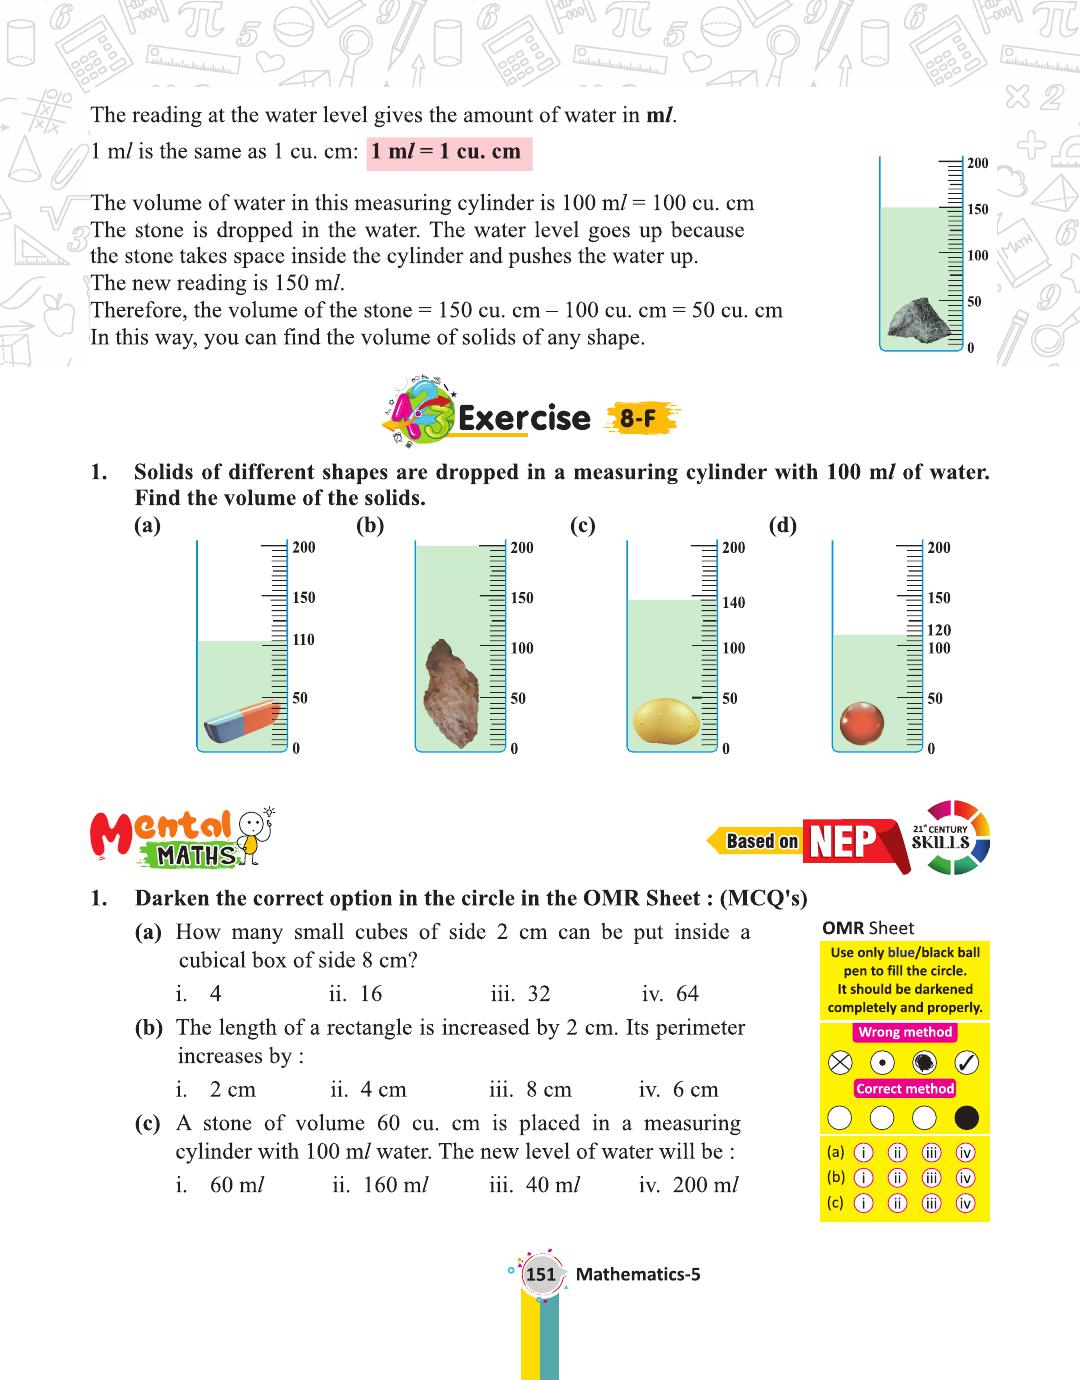 The reading at the water level gives the amount of water in ml.
1 ml is the same as 1 cu. cm: 1 ml = 1 cu. cm
The volume of water in this measuring cylinder is 100 ml = 100 cu. cm
The stone is dropped in the water. The water level goes up because
the stone takes space inside the cylinder and pushes the water up.
The new reading is 150 ml.
Therefore, the volume of the stone = 150 cu. cm – 100 cu. cm = 50 cu. cm
In this way, you can find the volume of solids of any shape.
200
150
100
50
0
Exercise 8-F
1. Solids of different shapes are dropped in a measuring cylinder with 100 ml of water.
Find the volume of the solids.
(a) (b) (c) (d)
200
150
110
50
0
200
150
100
50
0
200
140
100
50
0
200
150
120
100
50
0
Mental
MATHS
Based on NEP
21st CENTURY
SKILLS
1. Darken the correct option in the circle in the OMR Sheet : (MCQ's)
(a) How many small cubes of side 2 cm can be put inside a
cubical box of side 8 cm?
i. 4 ii. 16 iii. 32 iv. 64
(b) The length of a rectangle is increased by 2 cm. Its perimeter
increases by :
i. 2 cm ii. 4 cm iii. 8 cm iv. 6 cm
(c) A stone of volume 60 cu. cm is placed in a measuring
cylinder with 100 ml water. The new level of water will be :
i. 60 ml ii. 160 ml iii. 40 ml iv. 200 ml
OMR Sheet
Use only blue/black ball
pen to fill the circle.
It should be darkened
completely and properly.
Wrong method
Correct method
(a) i ii iii iv
(b) i ii iii iv
(c) i ii iii iv
151 Mathematics-5